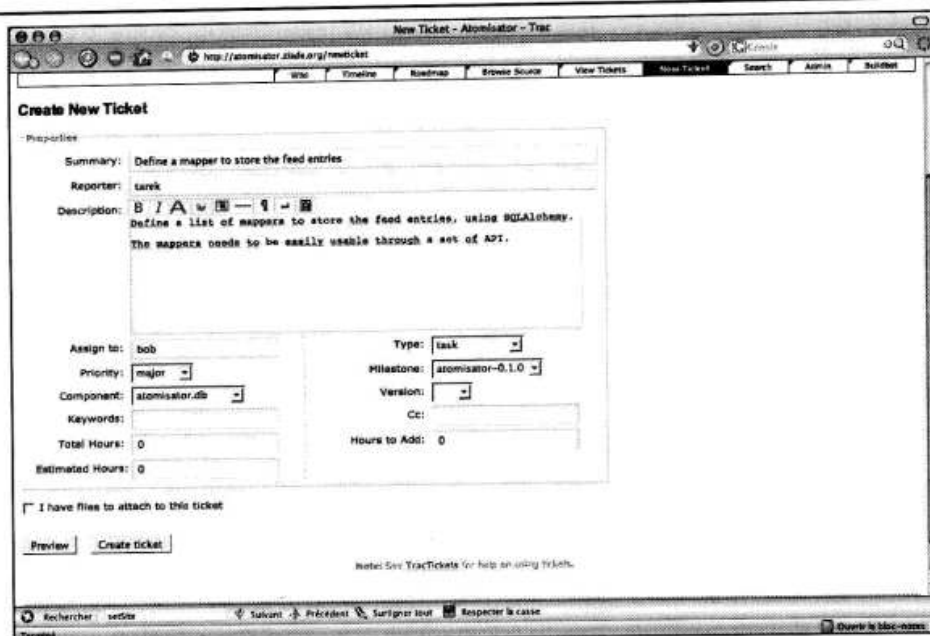 New Ticket – Atomisator – Trac
http://atomisator.ziade.org/newticket
Wiki Timeline Roadmap Browse Source View Tickets New Ticket Search Admin Buildbot
Create New Ticket
Properties
Summary: Define a mapper to store the feed entries
Reporter: tarek
Description: B I A
Define a list of mappers to store the feed entries, using SQLAlchemy.
The mappers needs to be easily usable through a set of API.
Assign to: bob Type: task
Priority: major Milestone: atomisator-0.1.0
Component: atomisator.db Version:
Keywords: Cc:
Total Hours: 0 Hours to Add: 0
Estimated Hours: 0
I have files to attach to this ticket
Preview Create ticket
Note: See TracTickets for help on using tickets.
Rechercher : setSite Suivant Précédent Surligner tout Respecter la casse
Ouvrir le bloc-notes